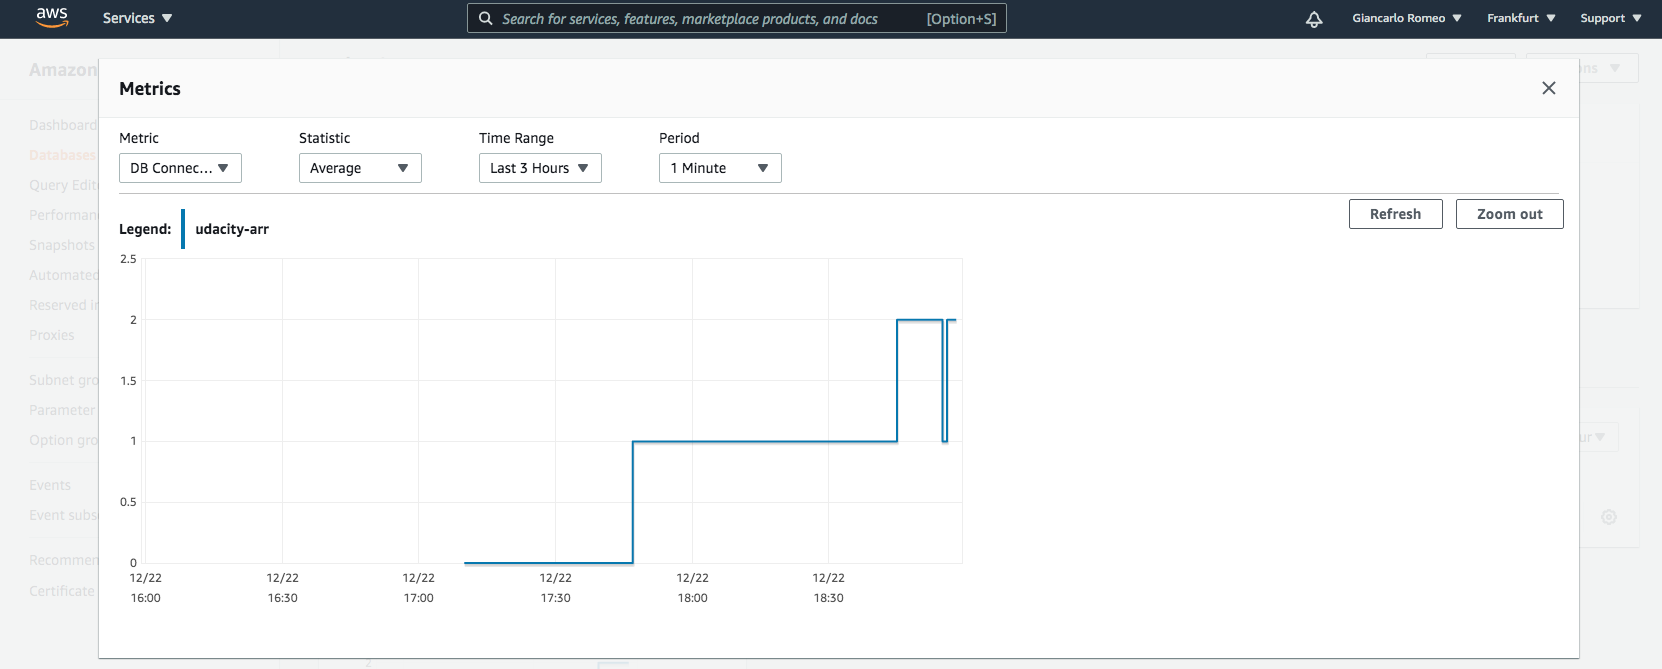 aws
Services
Search for services, features, marketplace products, and docs [Option+S]
Giancarlo Romeo
Frankfurt
Support
Amazon
Dashboard
Databases
Query Edit
Performan
Snapshots
Automated
Reserved in
Proxies
Subnet gro
Parameter
Option gro
Events
Event subs
Recommen
Certificate
Metrics
Metric
Statistic
Time Range
Period
DB Connec...
Average
Last 3 Hours
1 Minute
Refresh
Zoom out
Legend: udacity-arr
2.5
2
1.5
1
0.5
0
12/22 12/22 12/22 12/22 12/22 12/22
16:00 16:30 17:00 17:30 18:00 18:30
ns
ur
2